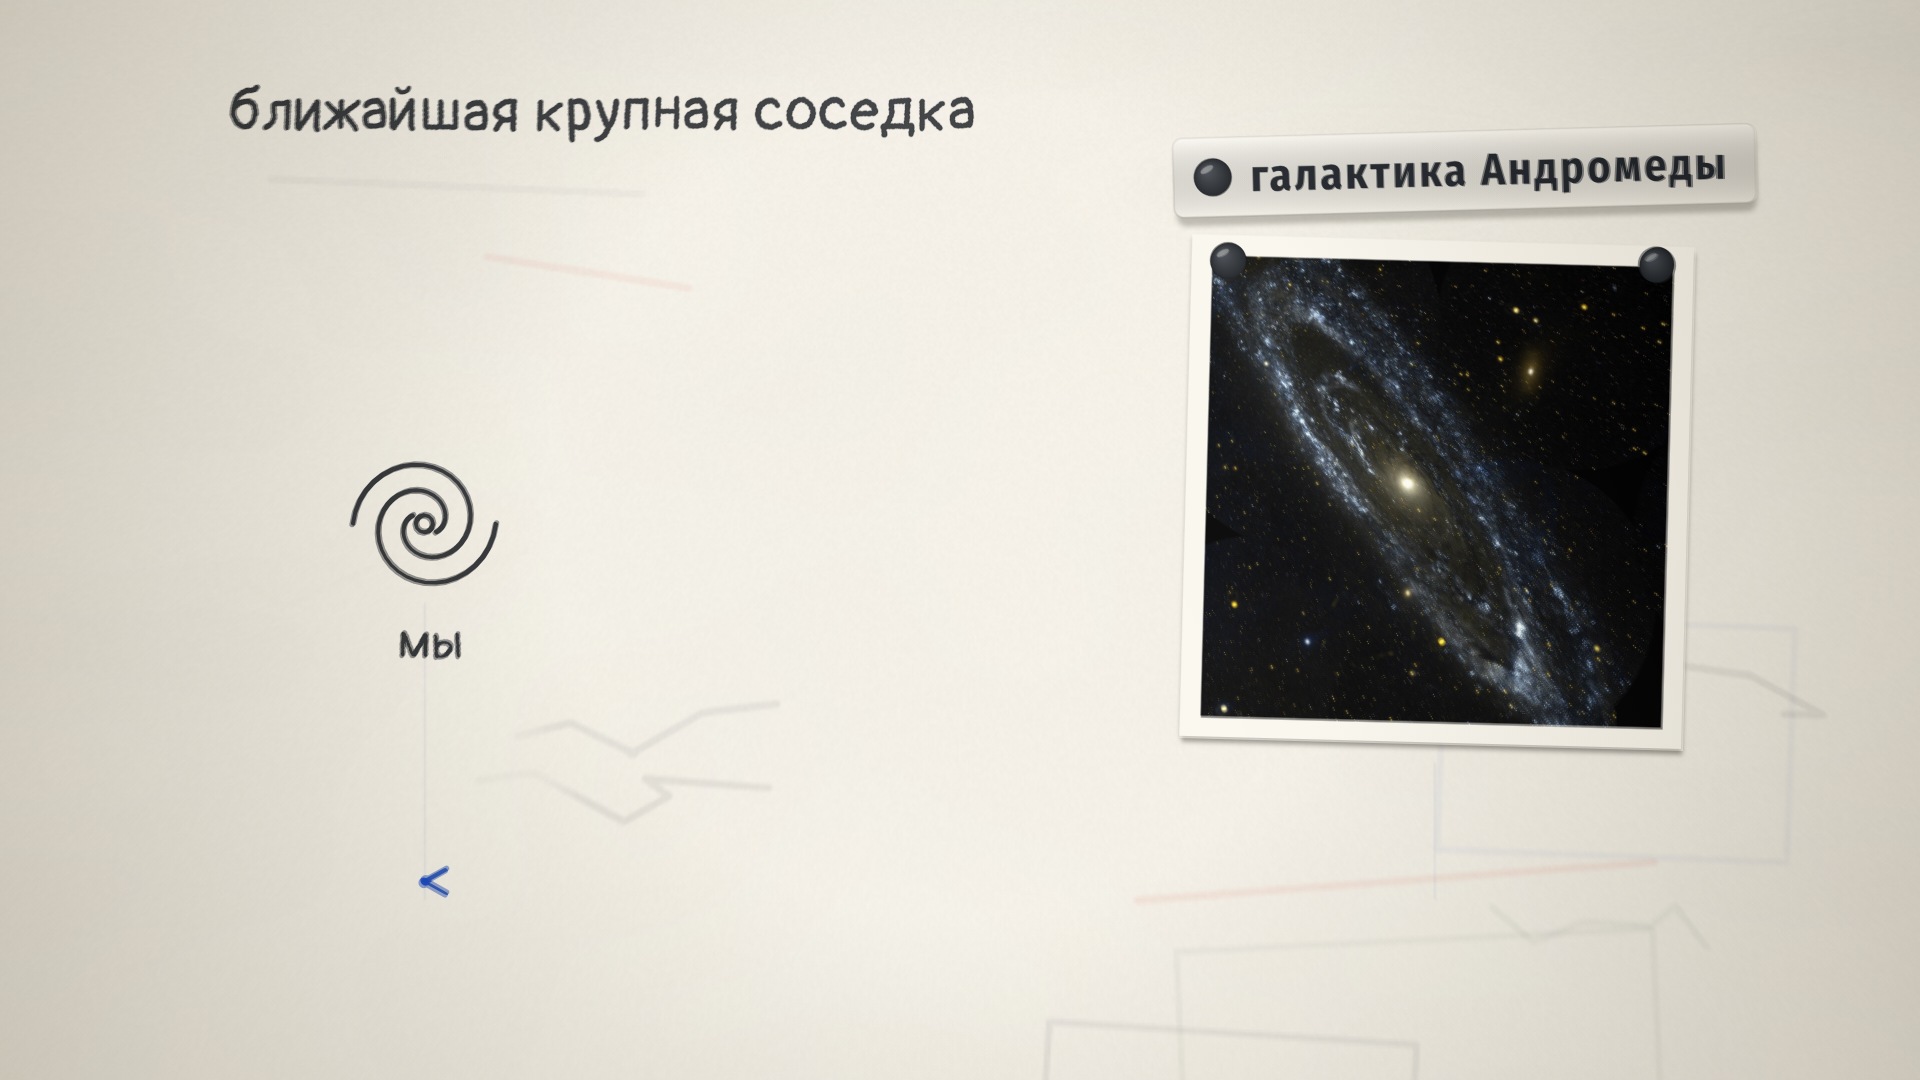 ближайшая крупная соседка
галактика Андромеды
мы